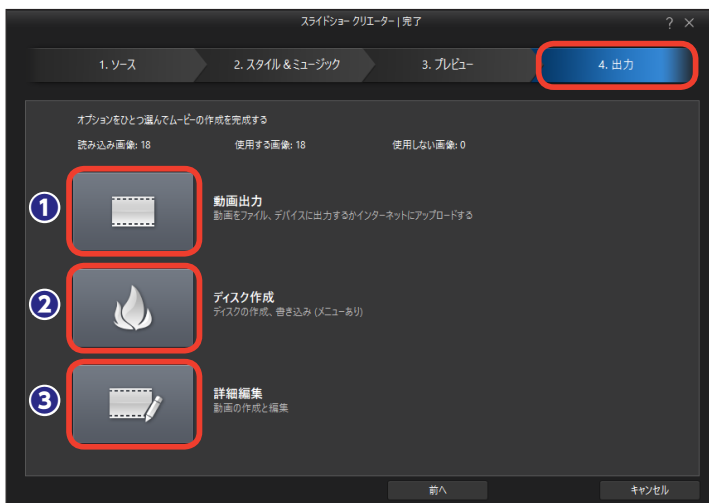 スライドショー クリエーター | 完了
? ×
1. ソース
2. スタイル & ミュージック
3. プレビュー
4. 出力
オプションをひとつ選んでムービーの作成を完成する
読み込み画像: 18
使用する画像: 18
使用しない画像: 0
1
動画出力
動画をファイル、デバイスに出力するかインターネットにアップロードする
2
ディスク作成
ディスクの作成、書き込み (メニューあり)
3
詳細編集
動画の作成と編集
前へ
キャンセル